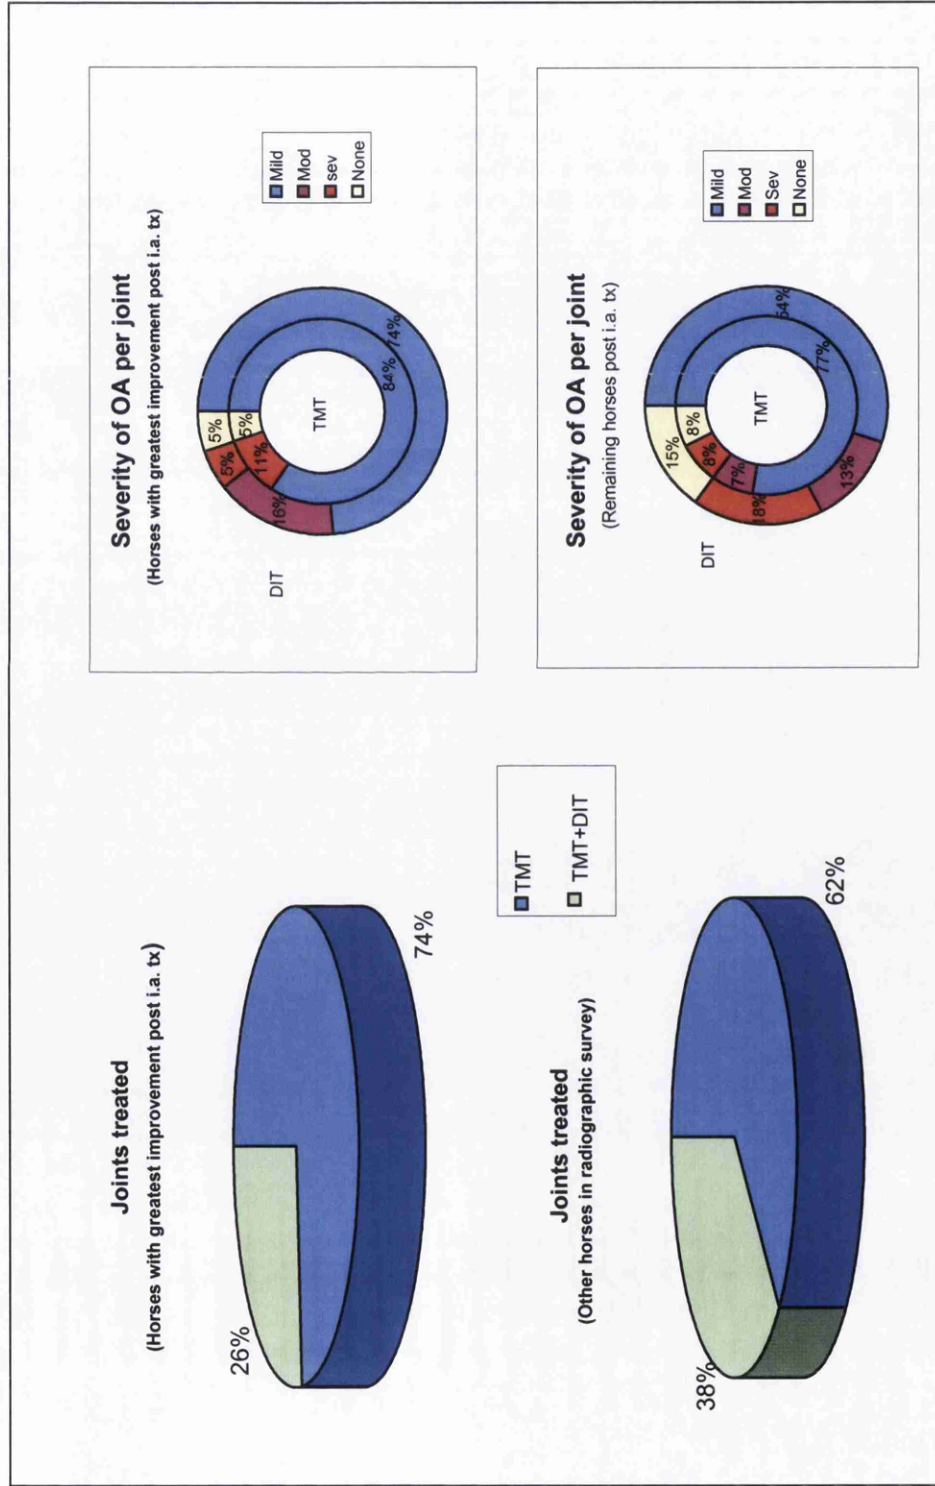 Joints treated
(Horses with greatest improvement post i.a. tx)
26%
74%
Severity of OA per joint
(Horses with greatest improvement post i.a. tx)
DIT
TMT
5%
5%
5%
11%
16%
84%
74%
Mild
Mod
sev
None
TMT
TMT+DIT
Joints treated
(Other horses in radiographic survey)
38%
62%
Severity of OA per joint
(Remaining horses post i.a. tx)
DIT
TMT
15%
8%
8%
7%
18%
13%
77%
54%
Mild
Mod
Sev
None